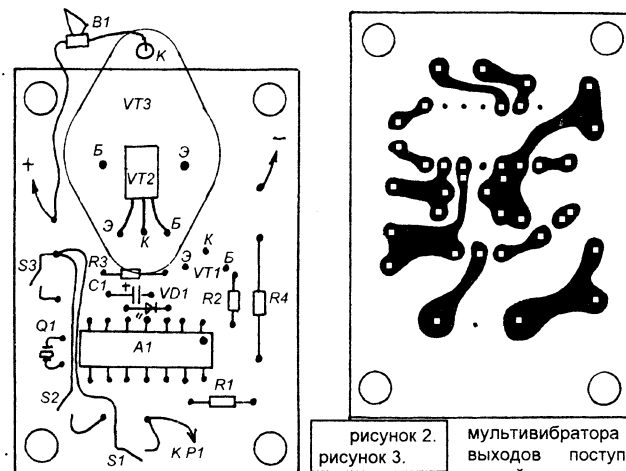 B1
K
VT3
+
−
Б
Э
VT2
Э
К
Б
К
S3
R3
Э
VT1
Б
C1
+
VD1
R2
R4
Q1
A1
S2
R1
S1
К Р1
рисунок 2.
рисунок 3.
мультивибратора
выходов поступ